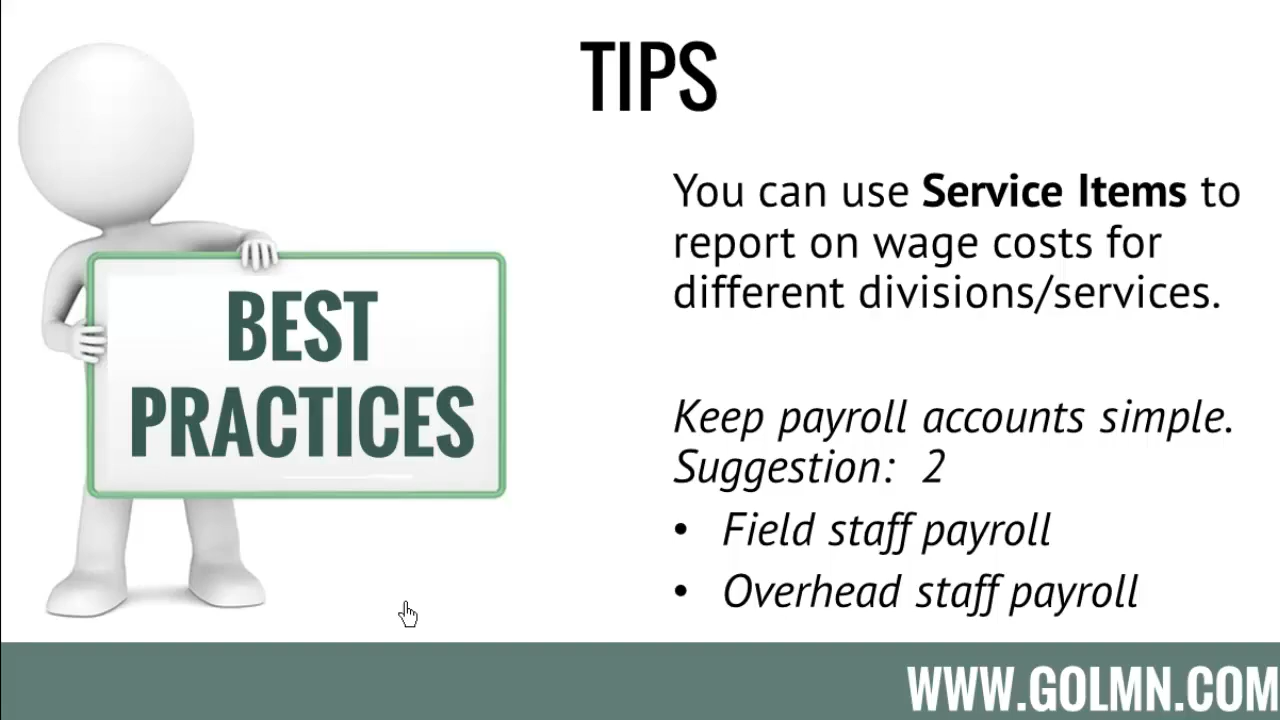 TIPS
BEST
PRACTICES
You can use Service Items to
report on wage costs for
different divisions/services.
Keep payroll accounts simple.
Suggestion: 2
• Field staff payroll
• Overhead staff payroll
WWW.GOLMN.COM